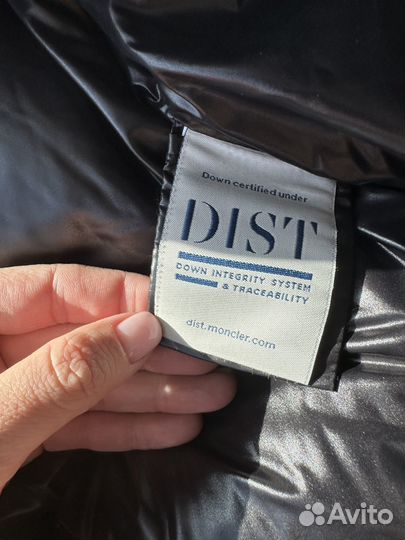 Down certified under
DIST
DOWN INTEGRITY SYSTEM
& TRACEABILITY
dist.moncler.com
Avito